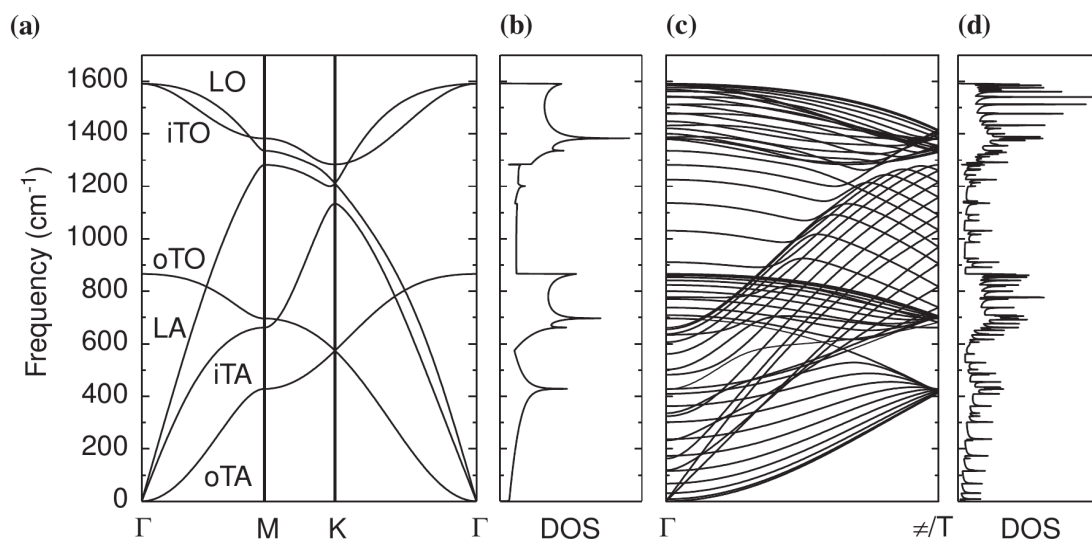 (a)
(b)
(c)
(d)
Frequency (cm⁻¹)
1600
1400
1200
1000
800
600
400
200
0
LO
iTO
oTO
LA
iTA
oTA
Γ
M
K
Γ
DOS
Γ
≠/T
DOS